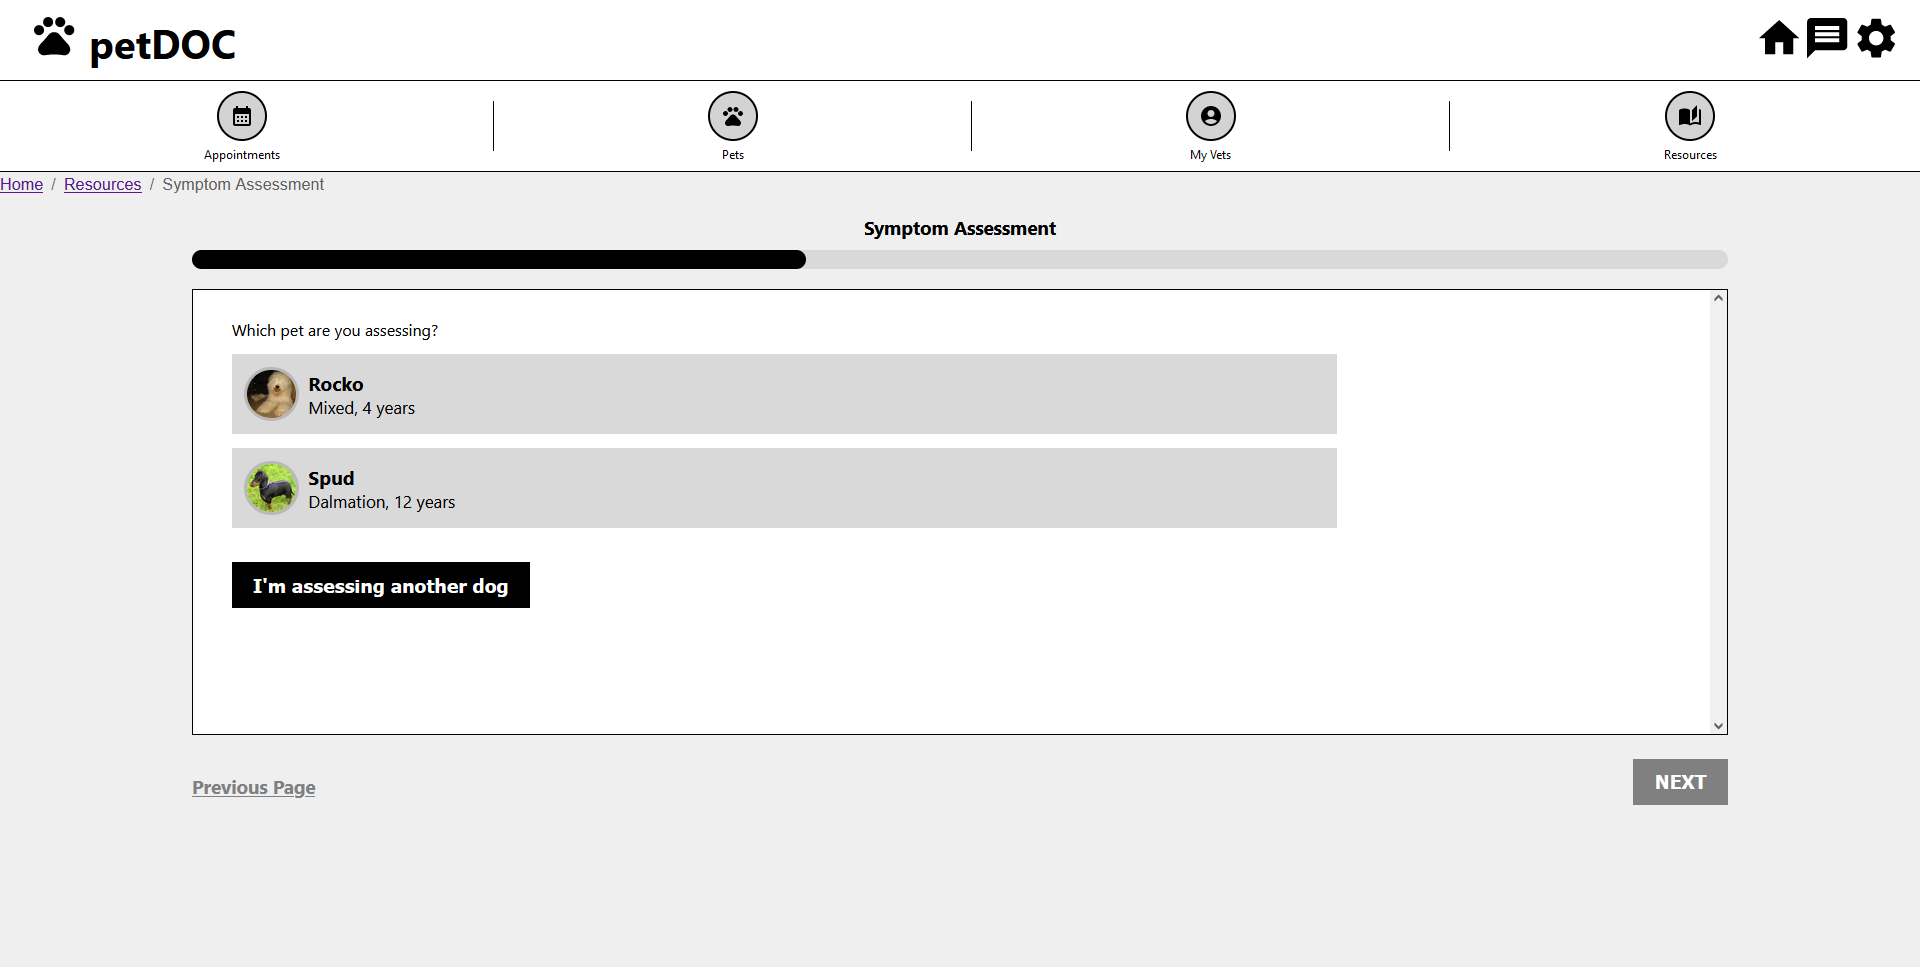 petDOC
Appointments
Pets
My Vets
Resources
Home / Resources / Symptom Assessment
Symptom Assessment
Which pet are you assessing?
Rocko
Mixed, 4 years
Spud
Dalmation, 12 years
I'm assessing another dog
Previous Page
NEXT